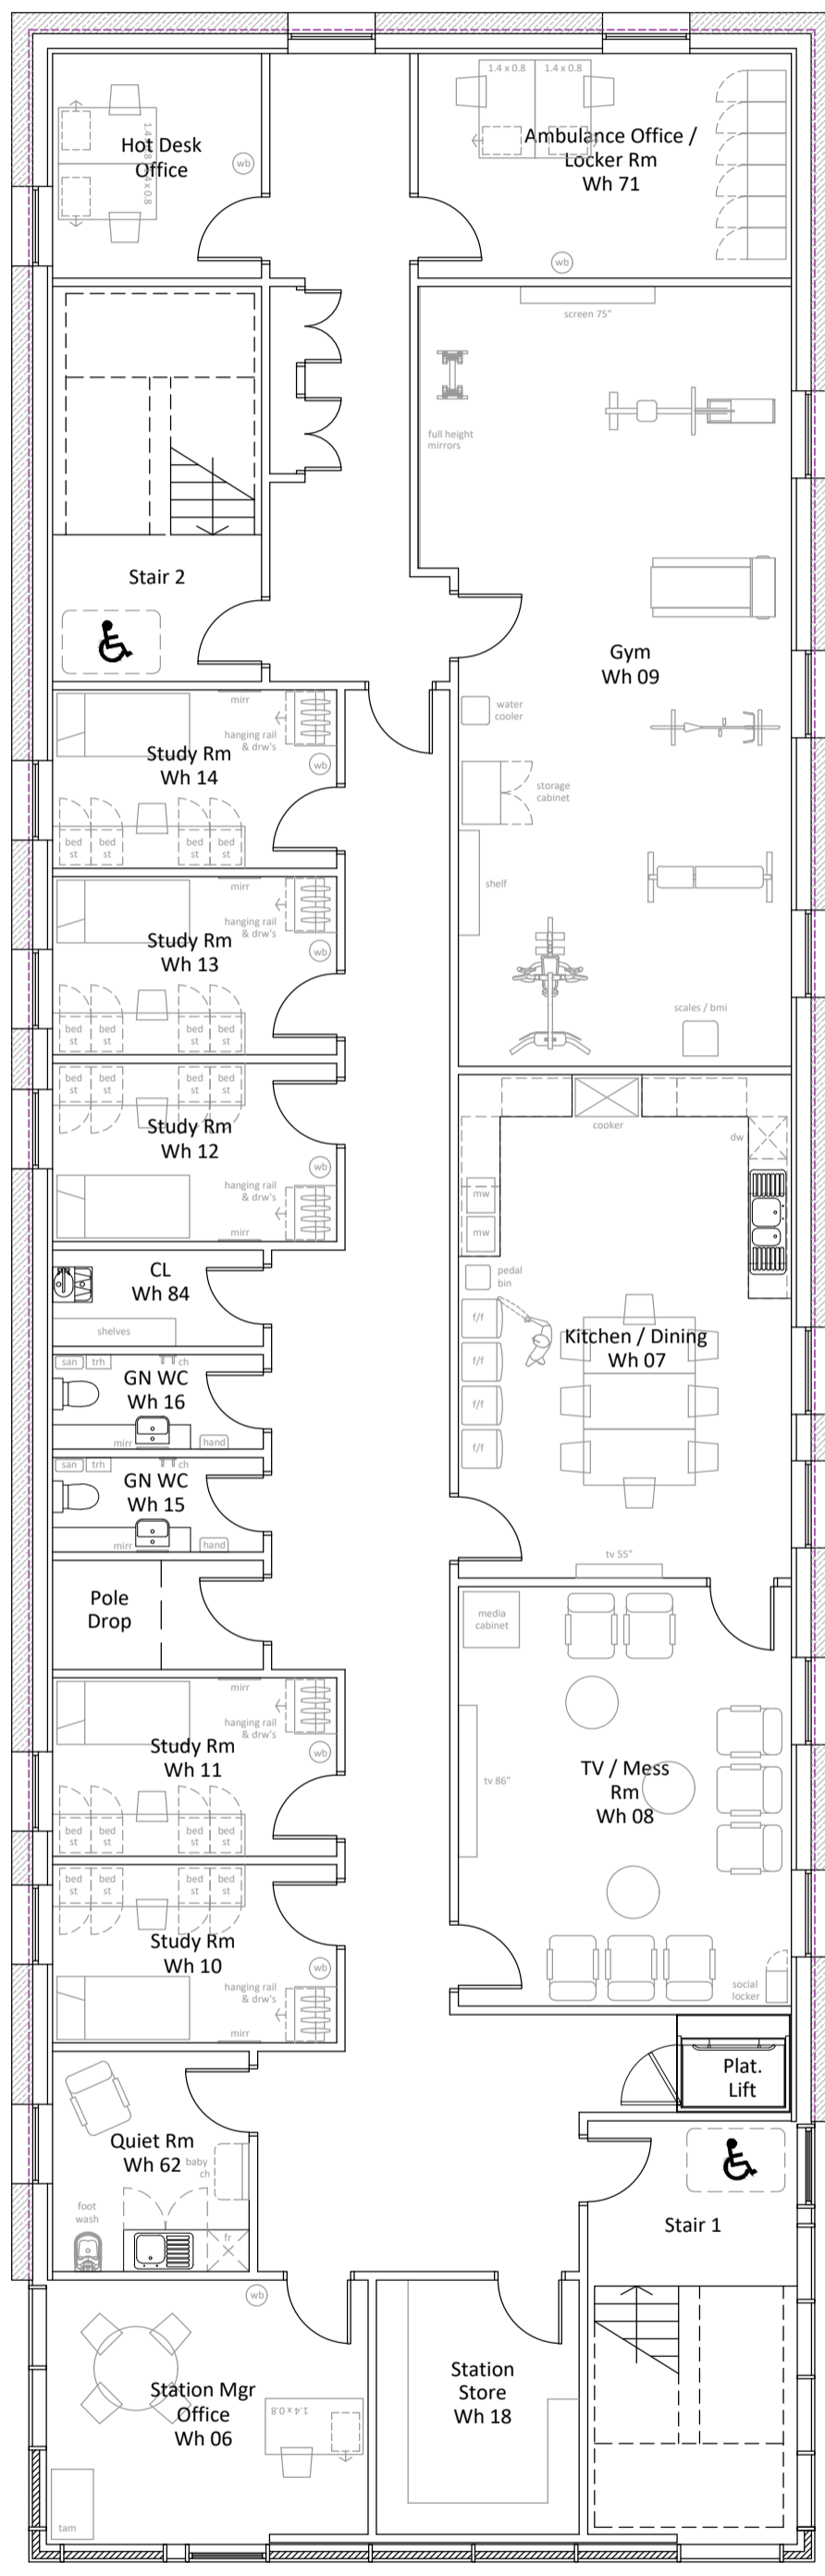 1.4 x 0.8
1.4 x 0.8
Hot Desk
Office
1.4 x 0.8
1.4 x 0.8
wb
Ambulance Office /
Locker Rm
Wh 71
wb
screen 75"
full height
mirrors
Stair 2
Gym
Wh 09
water
cooler
storage
cabinet
shelf
scales / bmi
mirr
hanging rail
& drw's
Study Rm
Wh 14
wb
bed
st
bed
st
bed
st
bed
st
mirr
hanging rail
& drw's
Study Rm
Wh 13
wb
bed
st
bed
st
bed
st
bed
st
bed
st
bed
st
bed
st
bed
st
Study Rm
Wh 12
wb
hanging rail
& drw's
mirr
cooker
dw
mw
mw
pedal
bin
f/f
f/f
f/f
f/f
Kitchen / Dining
Wh 07
tv 55"
CL
Wh 84
shelves
san
trh
ch
GN WC
Wh 16
mirr
hand
san
trh
ch
GN WC
Wh 15
mirr
hand
Pole
Drop
media
cabinet
tv 86"
TV / Mess
Rm
Wh 08
social
locker
mirr
hanging rail
& drw's
Study Rm
Wh 11
wb
bed
st
bed
st
bed
st
bed
st
bed
st
bed
st
bed
st
bed
st
Study Rm
Wh 10
wb
hanging rail
& drw's
mirr
Plat.
Lift
Quiet Rm
Wh 62
baby
ch
foot
wash
fr
Stair 1
wb
Station Mgr
Office
Wh 06
1.4 x 0.8
tam
Station
Store
Wh 18